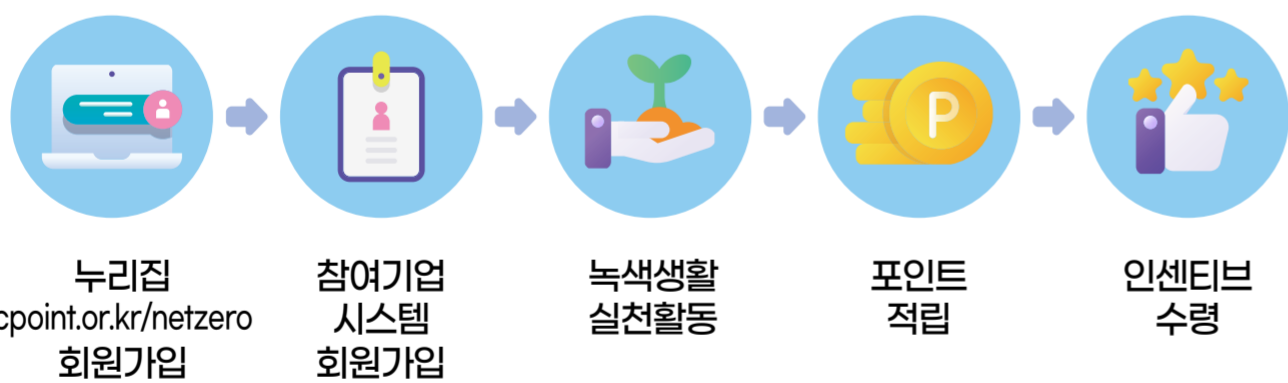 P
누리집
cpoint.or.kr/netzero
회원가입
참여기업
시스템
회원가입
녹색생활
실천활동
포인트
적립
인센티브
수령